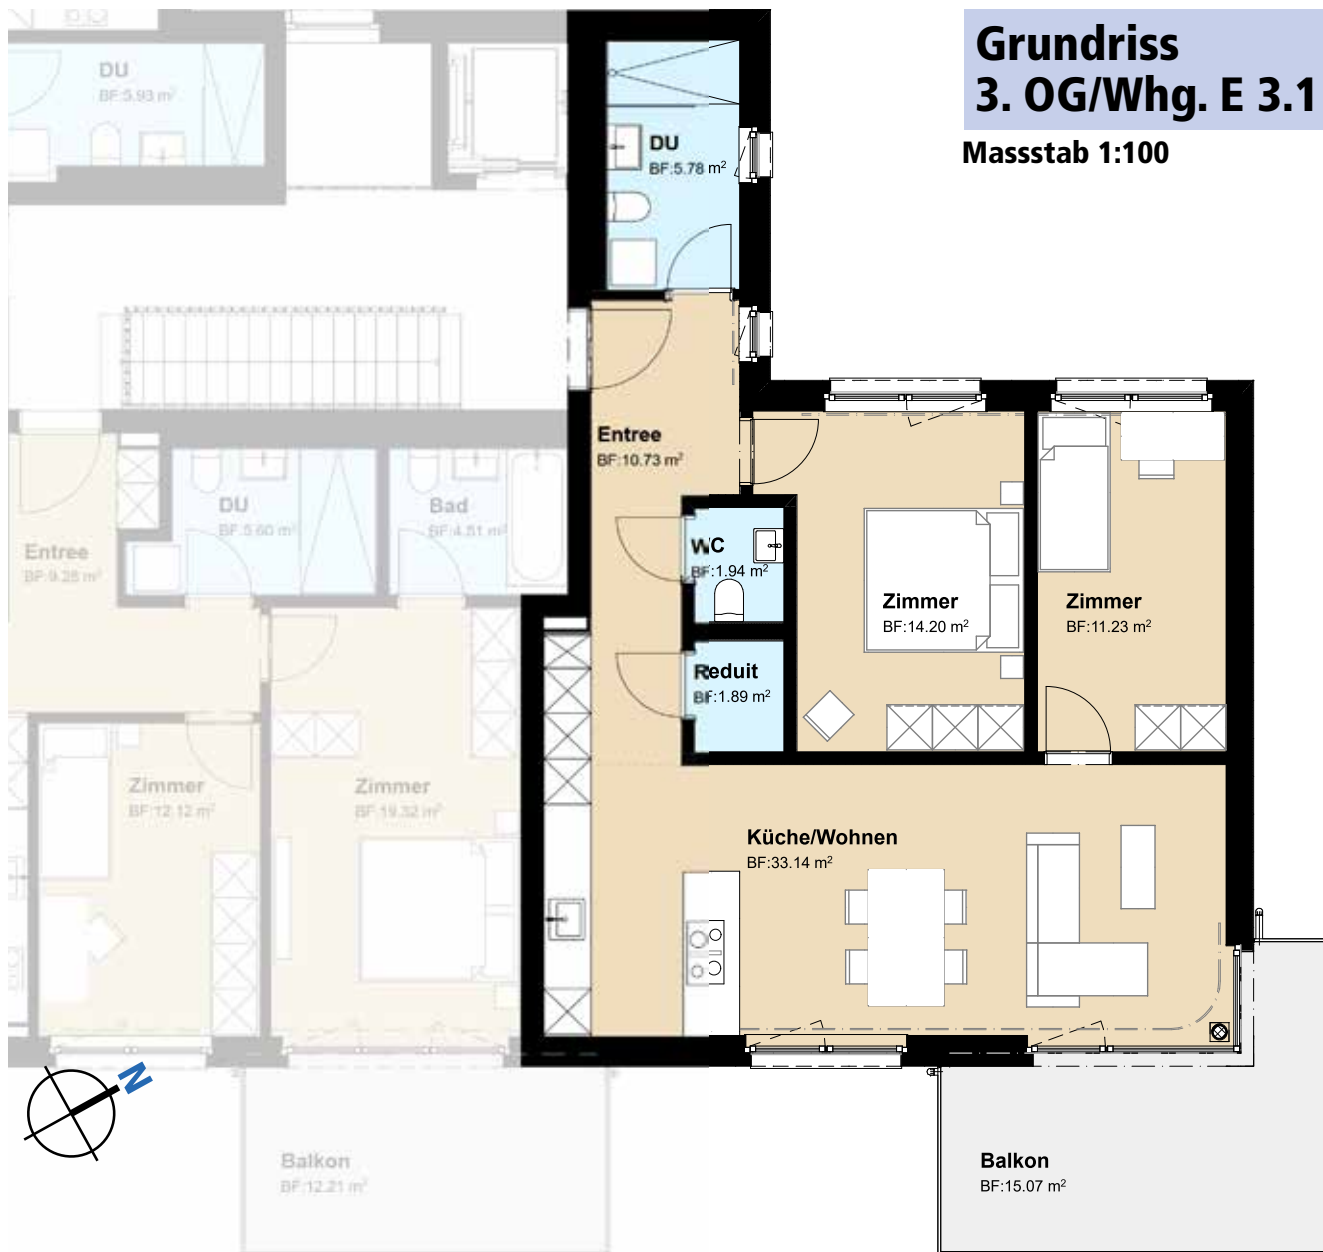 Grundriss
3. OG/Whg. E 3.1
Massstab 1:100
DU
BF:5.93 m²
DU
BF:5.78 m²
Entree
BF:10.73 m²
DU
BF:5.60 m²
Bad
BF:4.51 m²
Entree
BF:9.28 m²
WC
BF:1.94 m²
Zimmer
BF:14.20 m²
Zimmer
BF:11.23 m²
Reduit
BF:1.89 m²
Zimmer
BF:12.12 m²
Zimmer
BF:19.32 m²
Küche/Wohnen
BF:33.14 m²
N
Balkon
BF:12.21 m²
Balkon
BF:15.07 m²